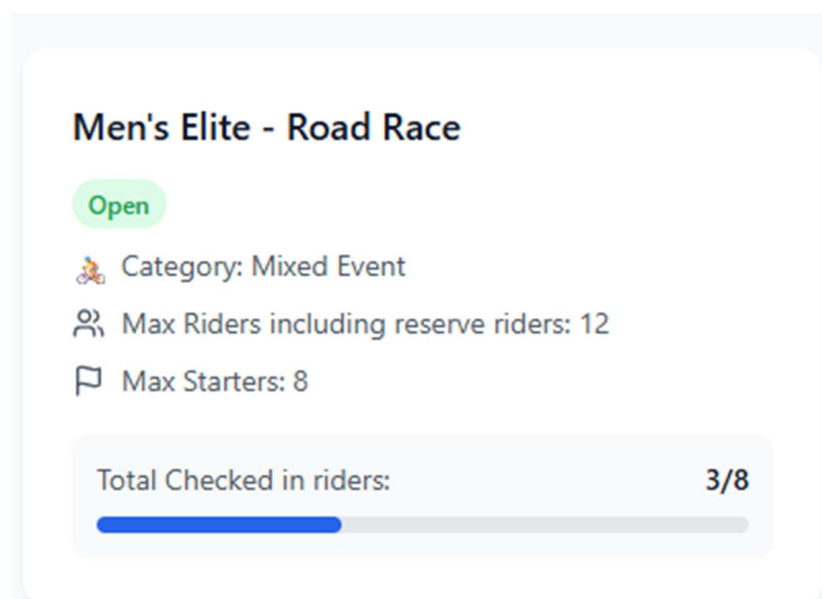 Men's Elite - Road Race
Open
Category: Mixed Event
Max Riders including reserve riders: 12
Max Starters: 8
Total Checked in riders: 3/8